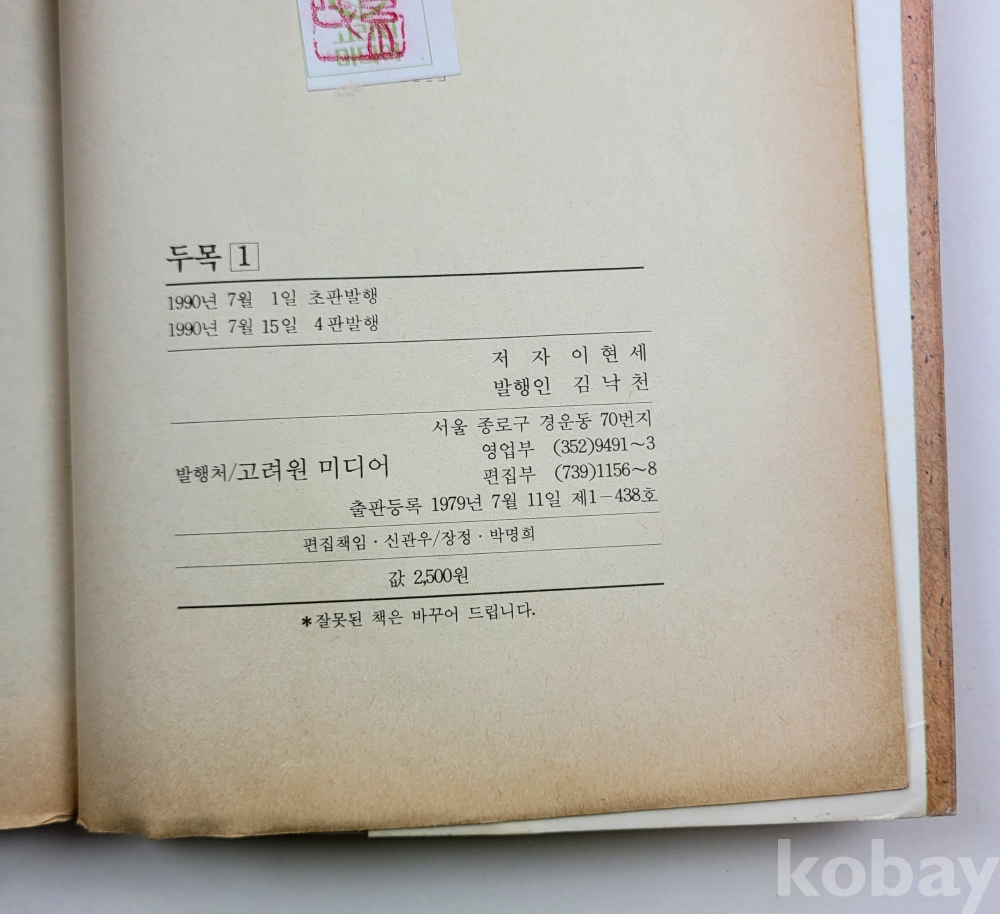 두목 1
1990년 7월 1일 초판발행
1990년 7월 15일 4판발행
저 자 이 현 세
발행인 김 낙 천
서울 종로구 경운동 70번지
영업부 (352)9491~3
편집부 (739)1156~8
발행처/고려원 미디어
출판등록 1979년 7월 11일 제1-438호
편집책임·신관우/장정·박명희
값 2,500원
*잘못된 책은 바꾸어 드립니다.
kobay